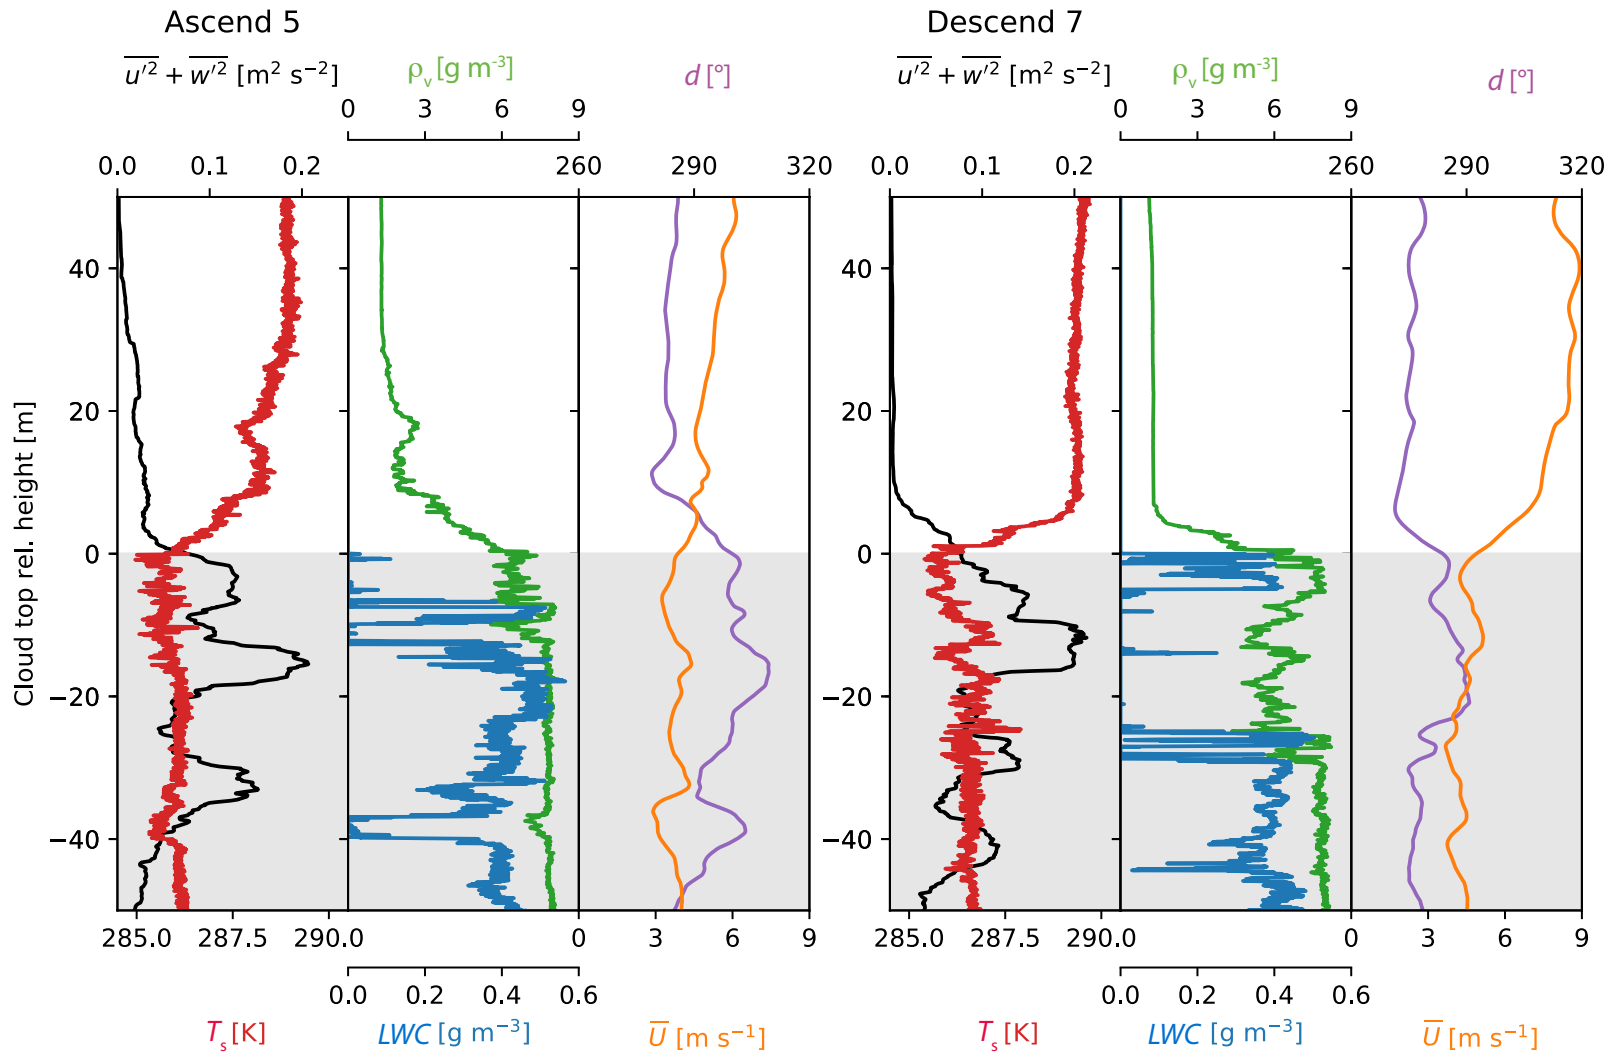 Ascend 5
Descend 7
u′² + w′² [m² s⁻²]
ρᵥ [g m⁻³]
d [°]
u′² + w′² [m² s⁻²]
ρᵥ [g m⁻³]
d [°]
0 3 6 9
0 3 6 9
0.0 0.1 0.2
260 290 320
0.0 0.1 0.2
260 290 320
Cloud top rel. height [m]
40
20
0
−20
−40
40
20
0
−20
−40
285.0 287.5 290.0
0 3 6 9
285.0 287.5 290.0
0 3 6 9
0.0 0.2 0.4 0.6
0.0 0.2 0.4 0.6
Tₛ [K]
LWC [g m⁻³]
U [m s⁻¹]
Tₛ [K]
LWC [g m⁻³]
U [m s⁻¹]